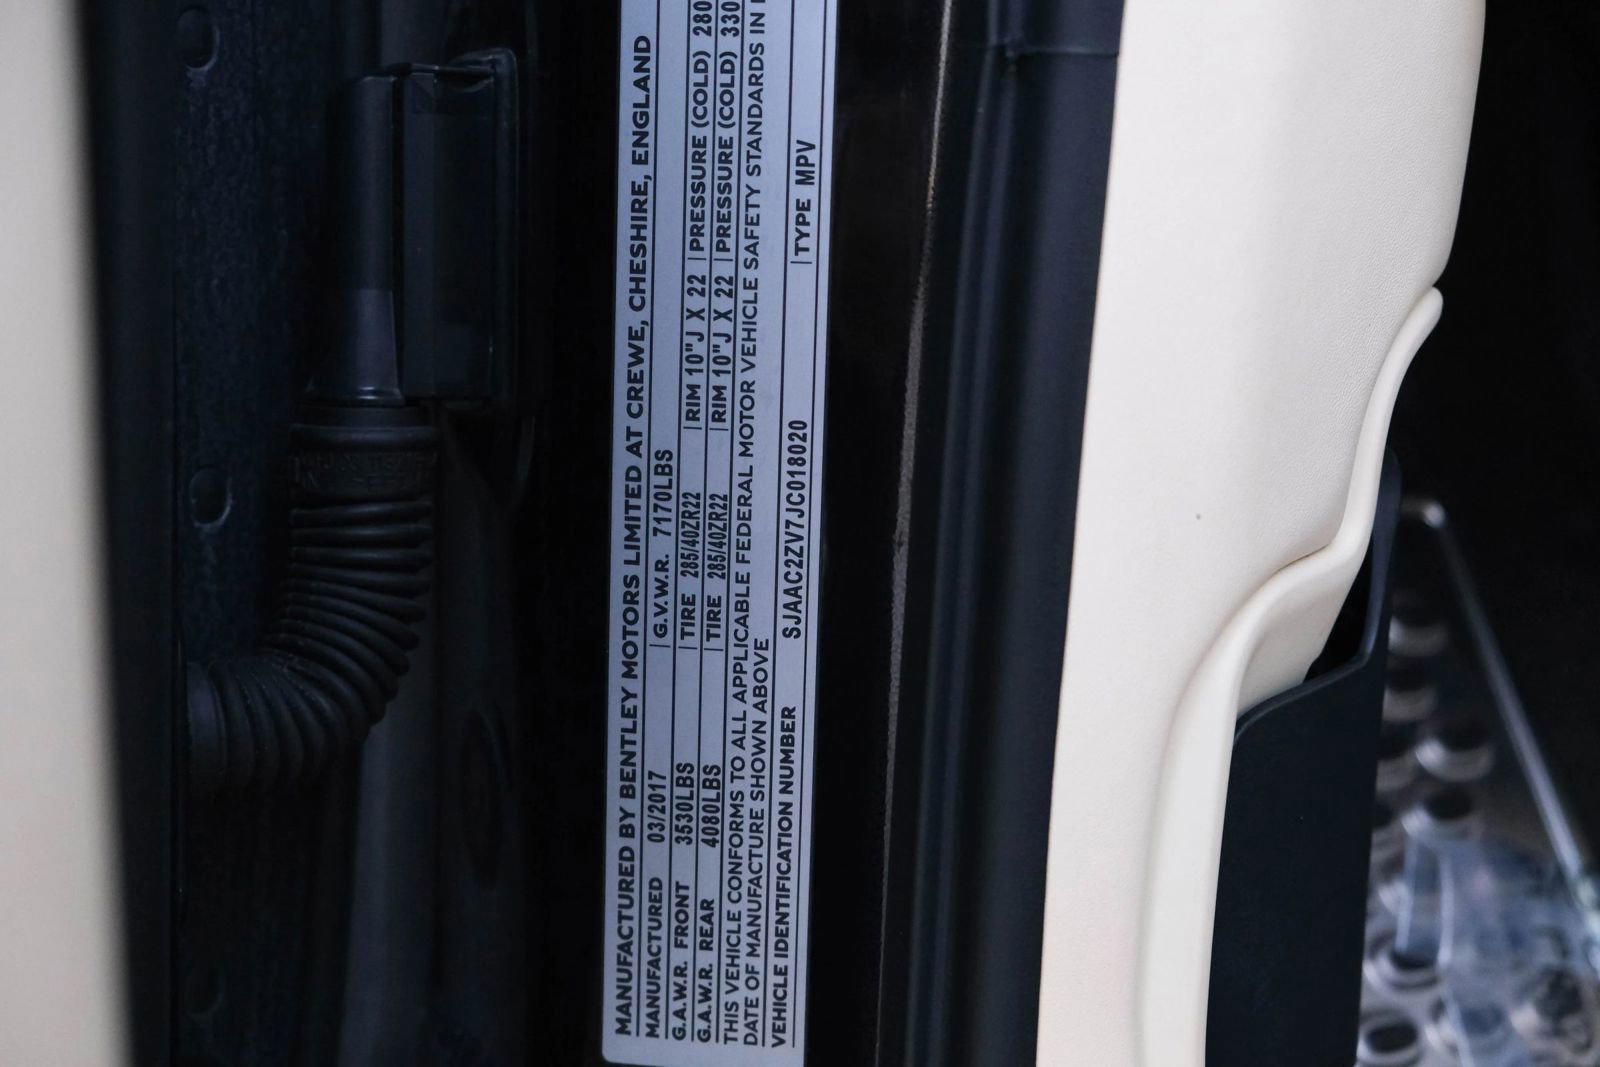 MANUFACTURED BY BENTLEY MOTORS LIMITED AT CREWE, CHESHIRE, ENGLAND
MANUFACTURED 03/2017 G.V.W.R. 7170LBS
G.A.W.R. FRONT 3530LBS TIRE 285/40ZR22 RIM 10"J X 22 PRESSURE (COLD) 280
G.A.W.R. REAR 4080LBS TIRE 285/40ZR22 RIM 10"J X 22 PRESSURE (COLD) 330
THIS VEHICLE CONFORMS TO ALL APPLICABLE FEDERAL MOTOR VEHICLE SAFETY STANDARDS IN
DATE OF MANUFACTURE SHOWN ABOVE
VEHICLE IDENTIFICATION NUMBER SJAAC2ZV7JC018020 TYPE MPV